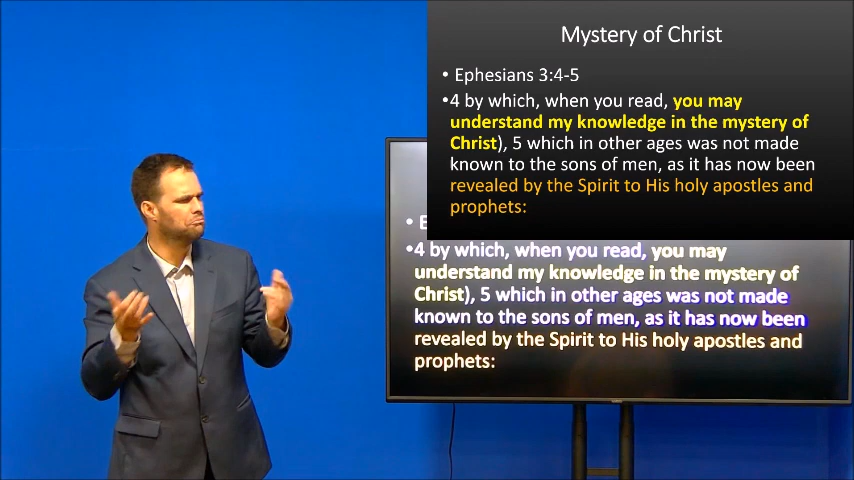 Mystery of Christ
• Ephesians 3:4-5
•4 by which, when you read, you may
understand my knowledge in the mystery of
Christ), 5 which in other ages was not made
known to the sons of men, as it has now been
revealed by the Spirit to His holy apostles and
prophets:
• E
•4 by which, when you read, you may
understand my knowledge in the mystery of
Christ), 5 which in other ages was not made
known to the sons of men, as it has now been
revealed by the Spirit to His holy apostles and
prophets: